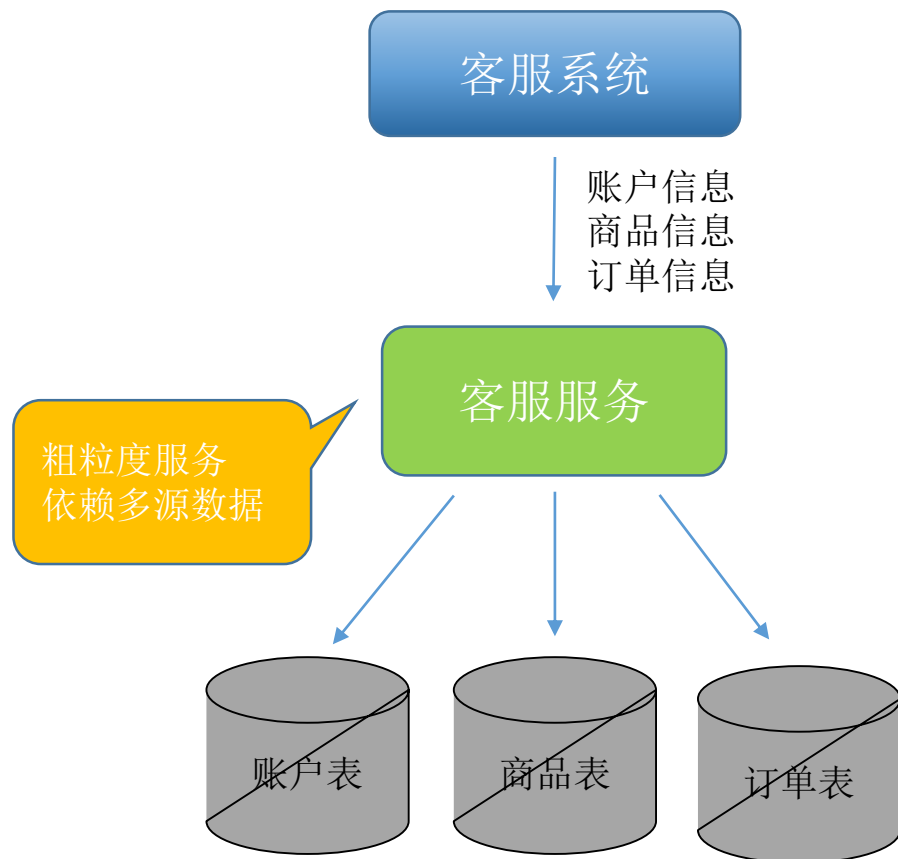 客服系统
账户信息
商品信息
订单信息
客服服务
粗粒度服务
依赖多源数据
账户表
商品表
订单表